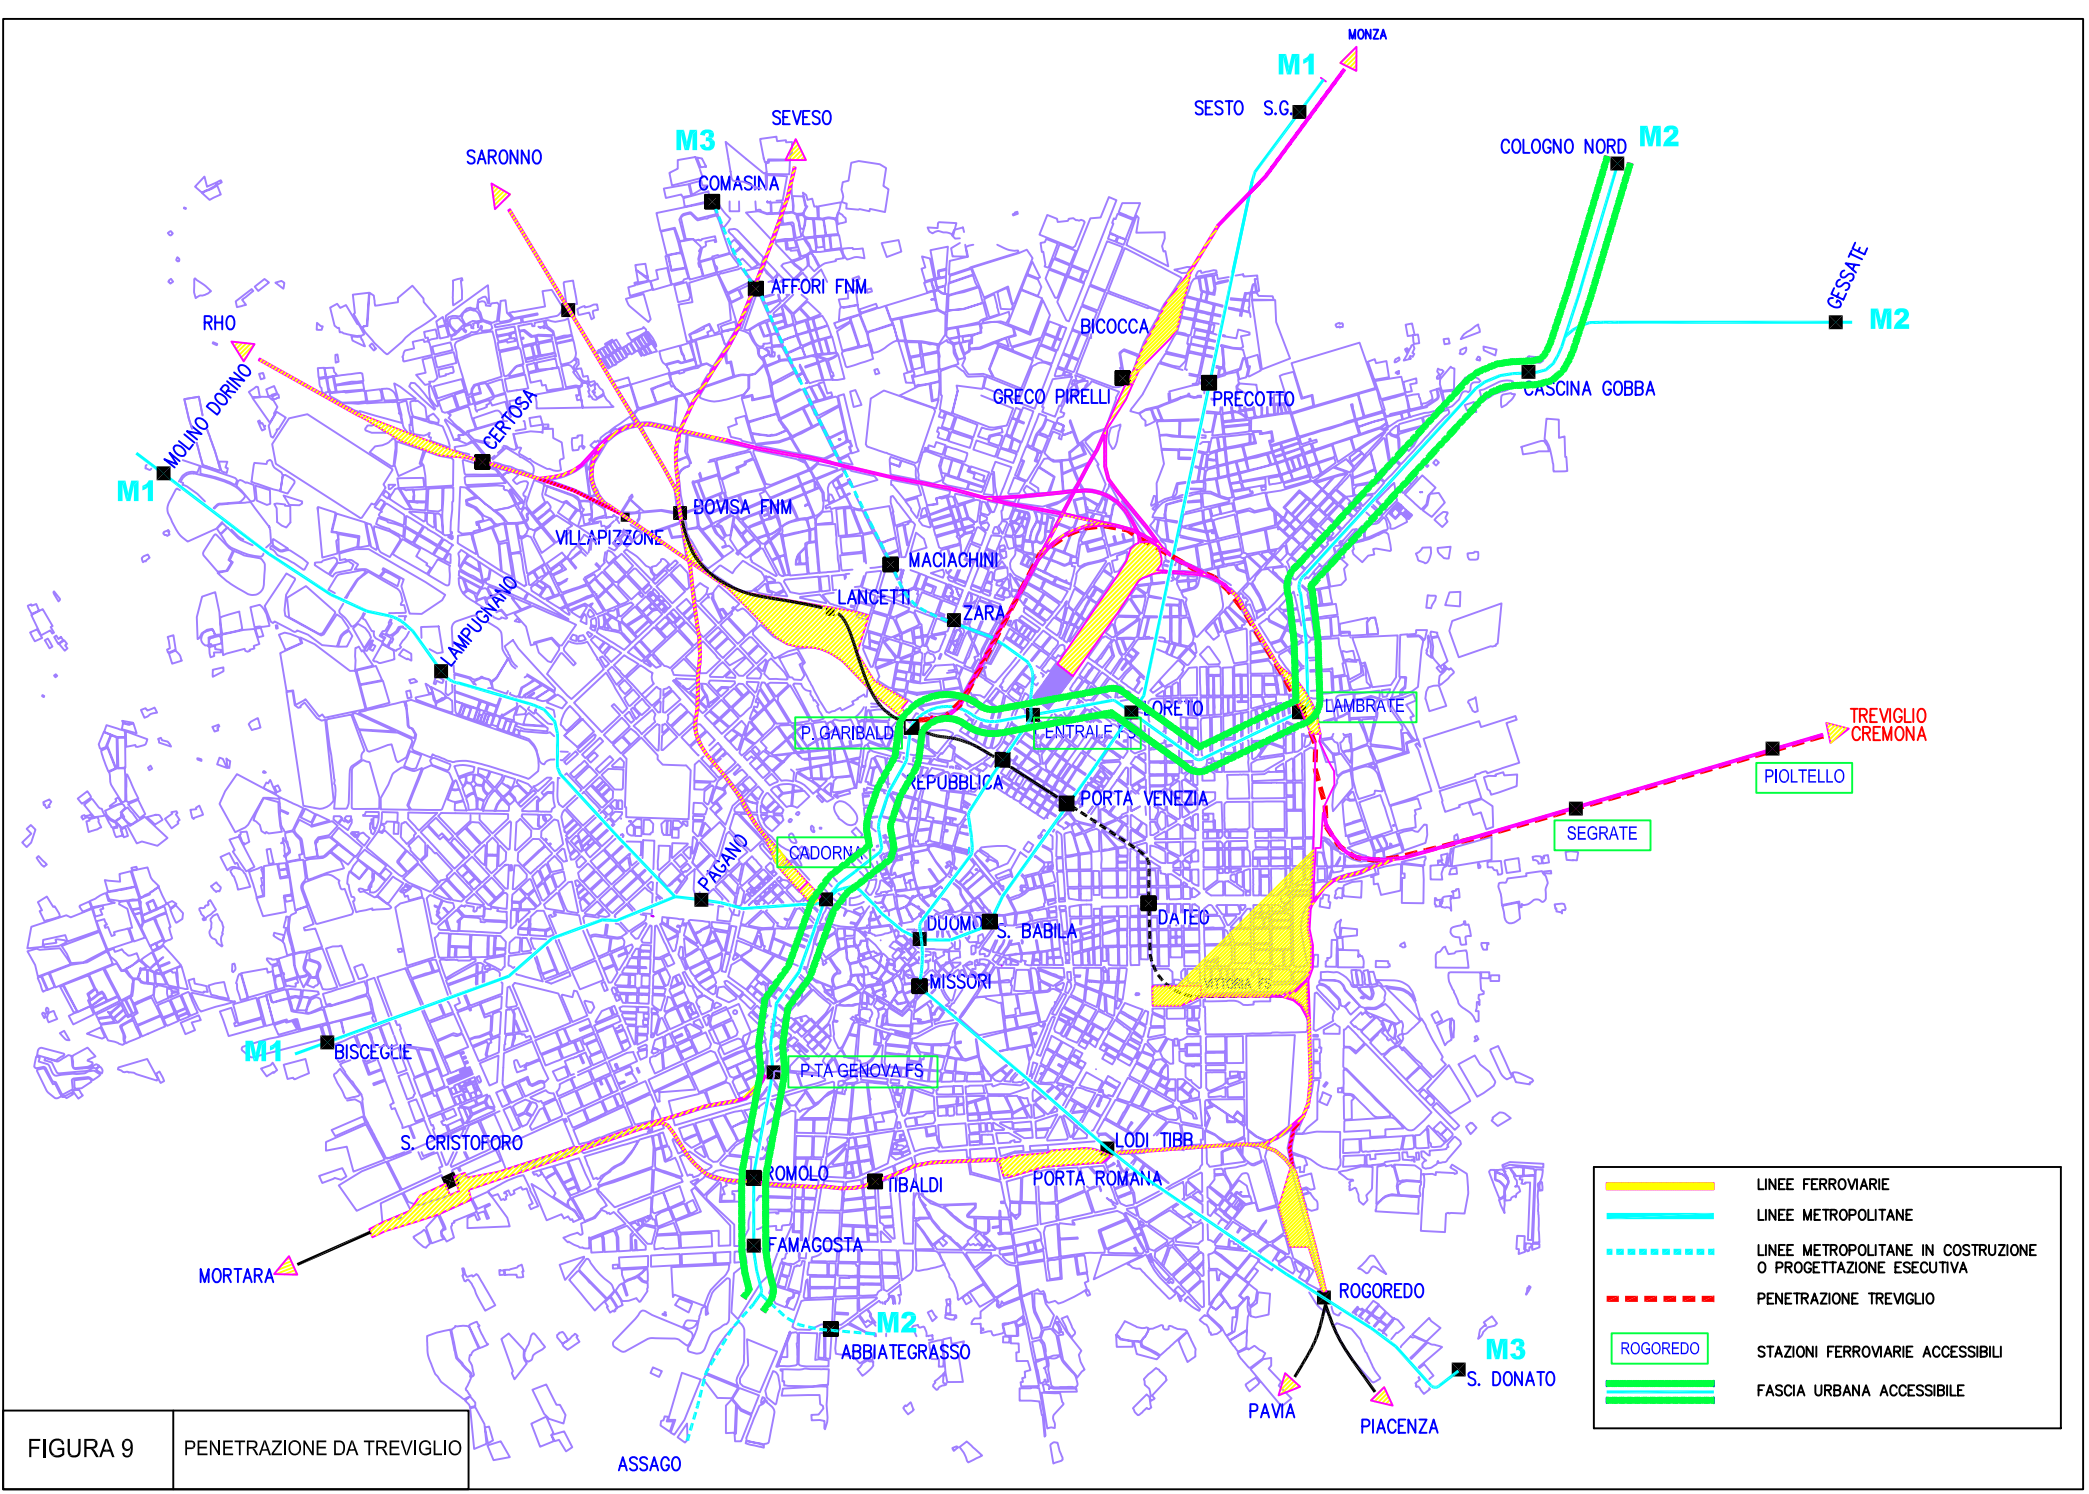 MONZA
M1
SESTO S.G.
SEVESO
M3
SARONNO
COMASINA
COLOGNO NORD
M2
GESSATE
M2
AFFORI FNM
RHO
BICOCCA
GRECO PIRELLI
PRECOTTO
CASCINA GOBBA
MOLINO DORINO
M1
CERTOSA
BOVISA FNM
VILLAPIZZONE
MACIACHINI
LANCETTI
ZARA
LAMPUGNANO
P. GARIBALD
ENTRALE FS
LORETO
LAMBRATE
TREVIGLIO
CREMONA
PIOLTELLO
REPUBBLICA
PORTA VENEZIA
SEGRATE
CADORNA
PAGANO
DUOMO
S. BABILA
DATEO
MISSORI
VITTORIA FS
M1
BISCEGLIE
P.TA GENOVA FS
S. CRISTOFORO
LODI TIBB
ROMOLO
TIBALDI
PORTA ROMANA
FAMAGOSTA
MORTARA
ROGOREDO
M2
ABBIATEGRASSO
M3
S. DONATO
PAVIA
PIACENZA
ASSAGO
LINEE FERROVIARIE
LINEE METROPOLITANE
LINEE METROPOLITANE IN COSTRUZIONE
O PROGETTAZIONE ESECUTIVA
PENETRAZIONE TREVIGLIO
ROGOREDO
STAZIONI FERROVIARIE ACCESSIBILI
FASCIA URBANA ACCESSIBILE
FIGURA 9
PENETRAZIONE DA TREVIGLIO